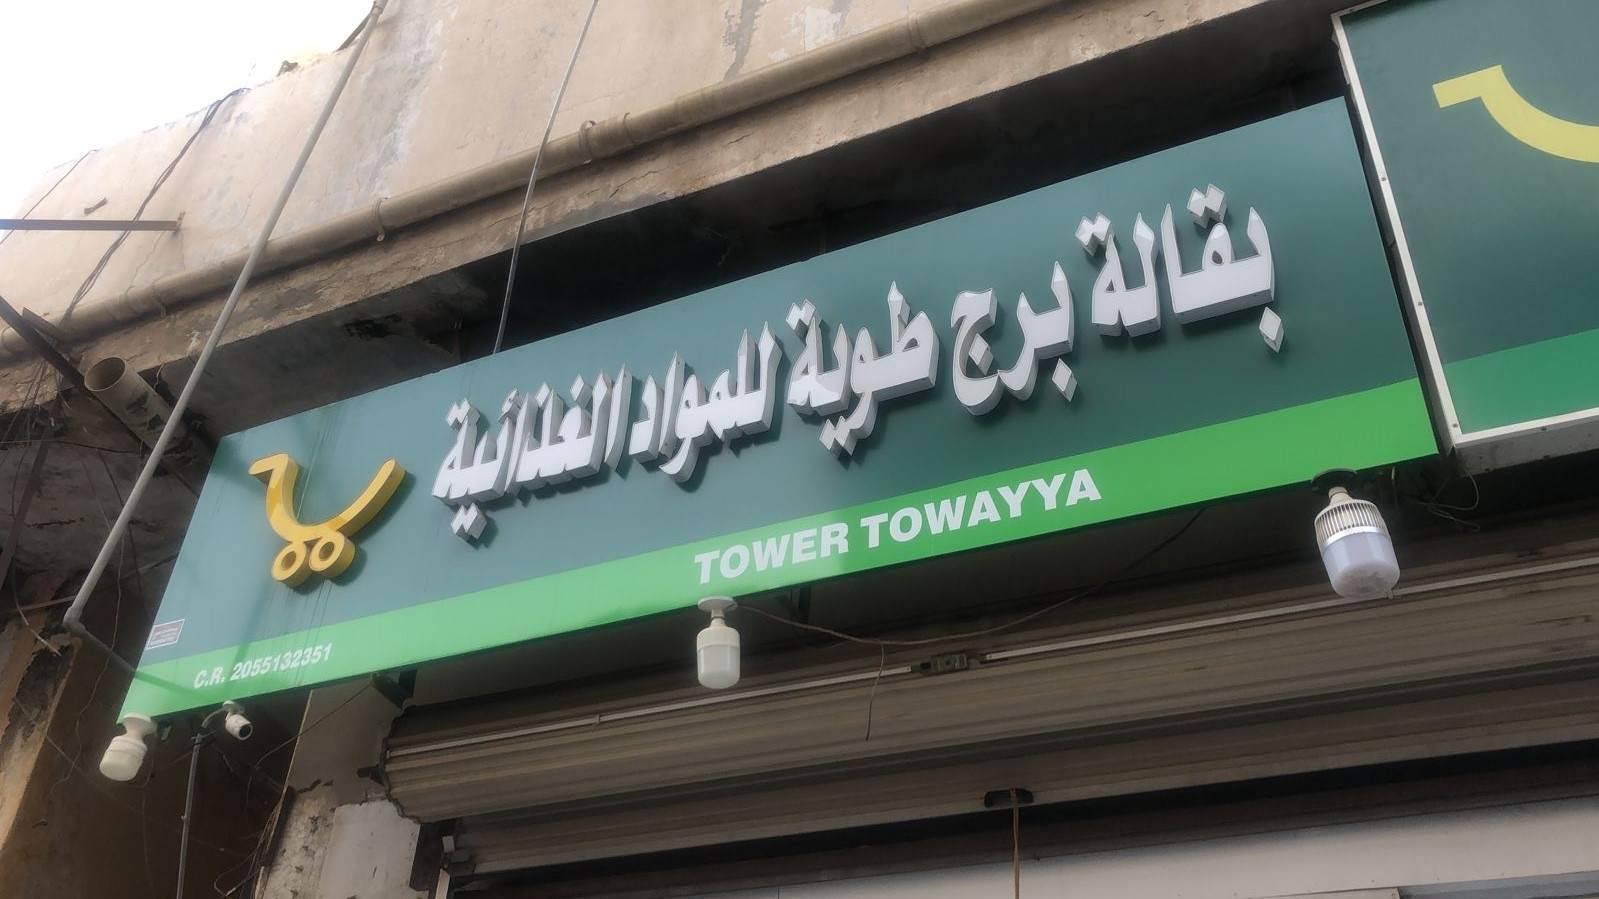 بقالة برج طوية للمواد الغذائية
TOWER TOWAYYA
C.R. 2055132351